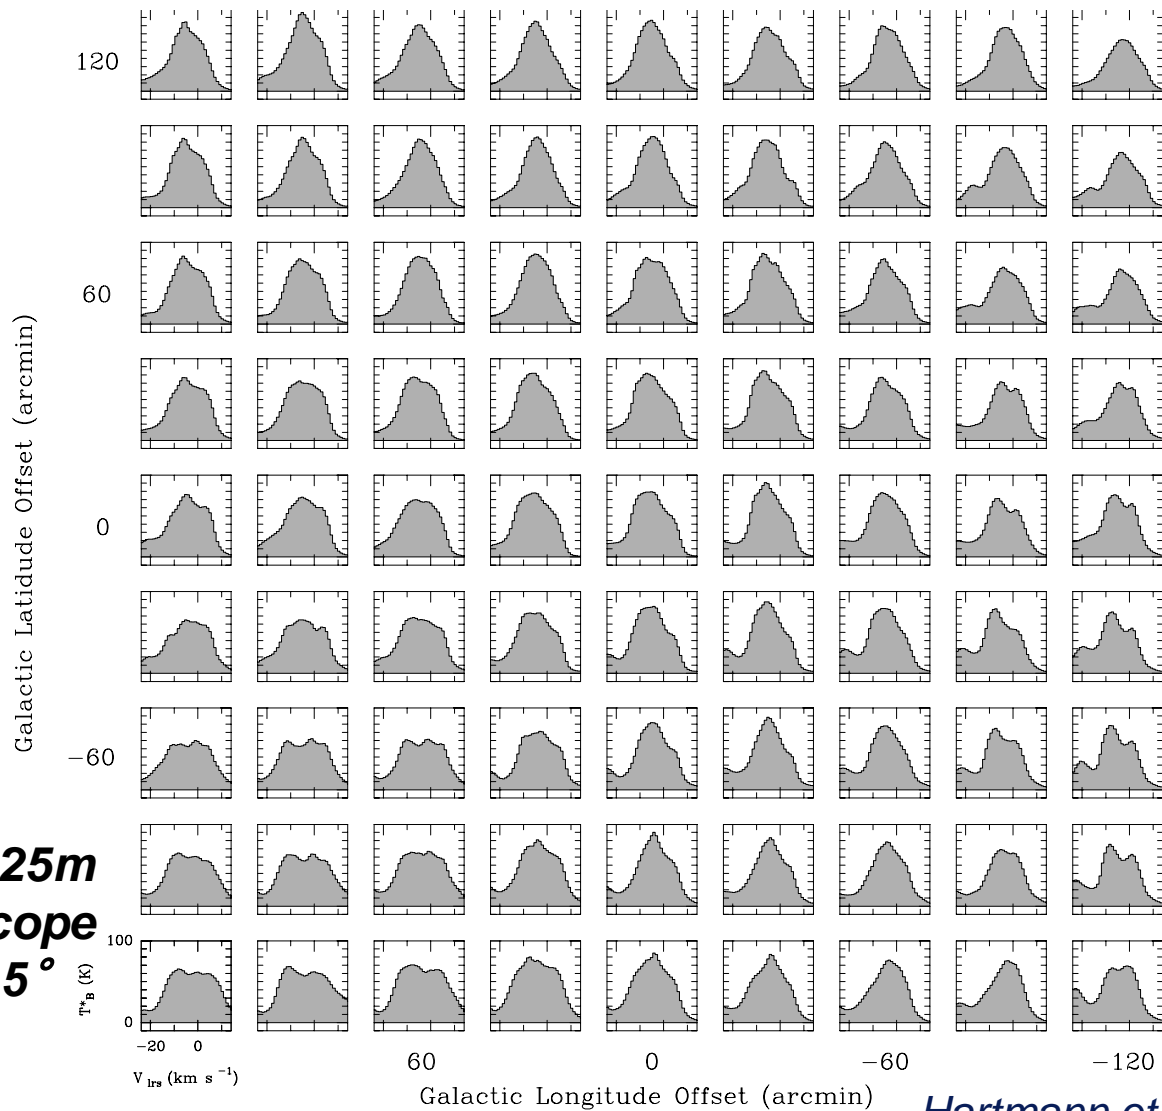 120
60
0
-60
Galactic Latidude Offset (arcmin)
25m
cope
5°
100
0
T*B (K)
-20 0
V lrs (km s -1)
60 0 -60 -120
Galactic Longitude Offset (arcmin)
Hartmann et